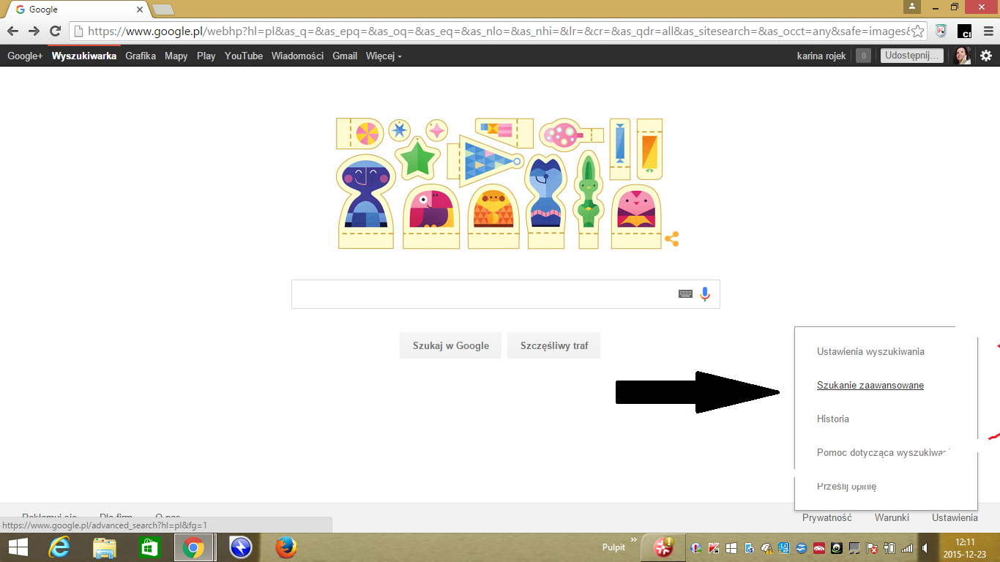 Google
https://www.google.pl/webhp?hl=pl&as_q=&as_epq=&as_oq=&as_eq=&as_nlo=&as_nhi=&lr=&cr=&as_qdr=all&as_sitesearch=&as_occt=any&safe=images&
Google+ Wyszukiwarka Grafika Mapy Play YouTube Wiadomości Gmail Więcej karina rojek 0 Udostępnij...
Szukaj w Google Szczęśliwy traf
Ustawienia wyszukiwania
Szukanie zaawansowane
Historia
Pomoc dotycząca
Prześlij opinię
Reklamuj się Dla firm O nas Prywatność Warunki Ustawienia
https://www.google.pl/advanced_search?hl=pl&fg=1
Pulpit » 12:11
2015-12-23